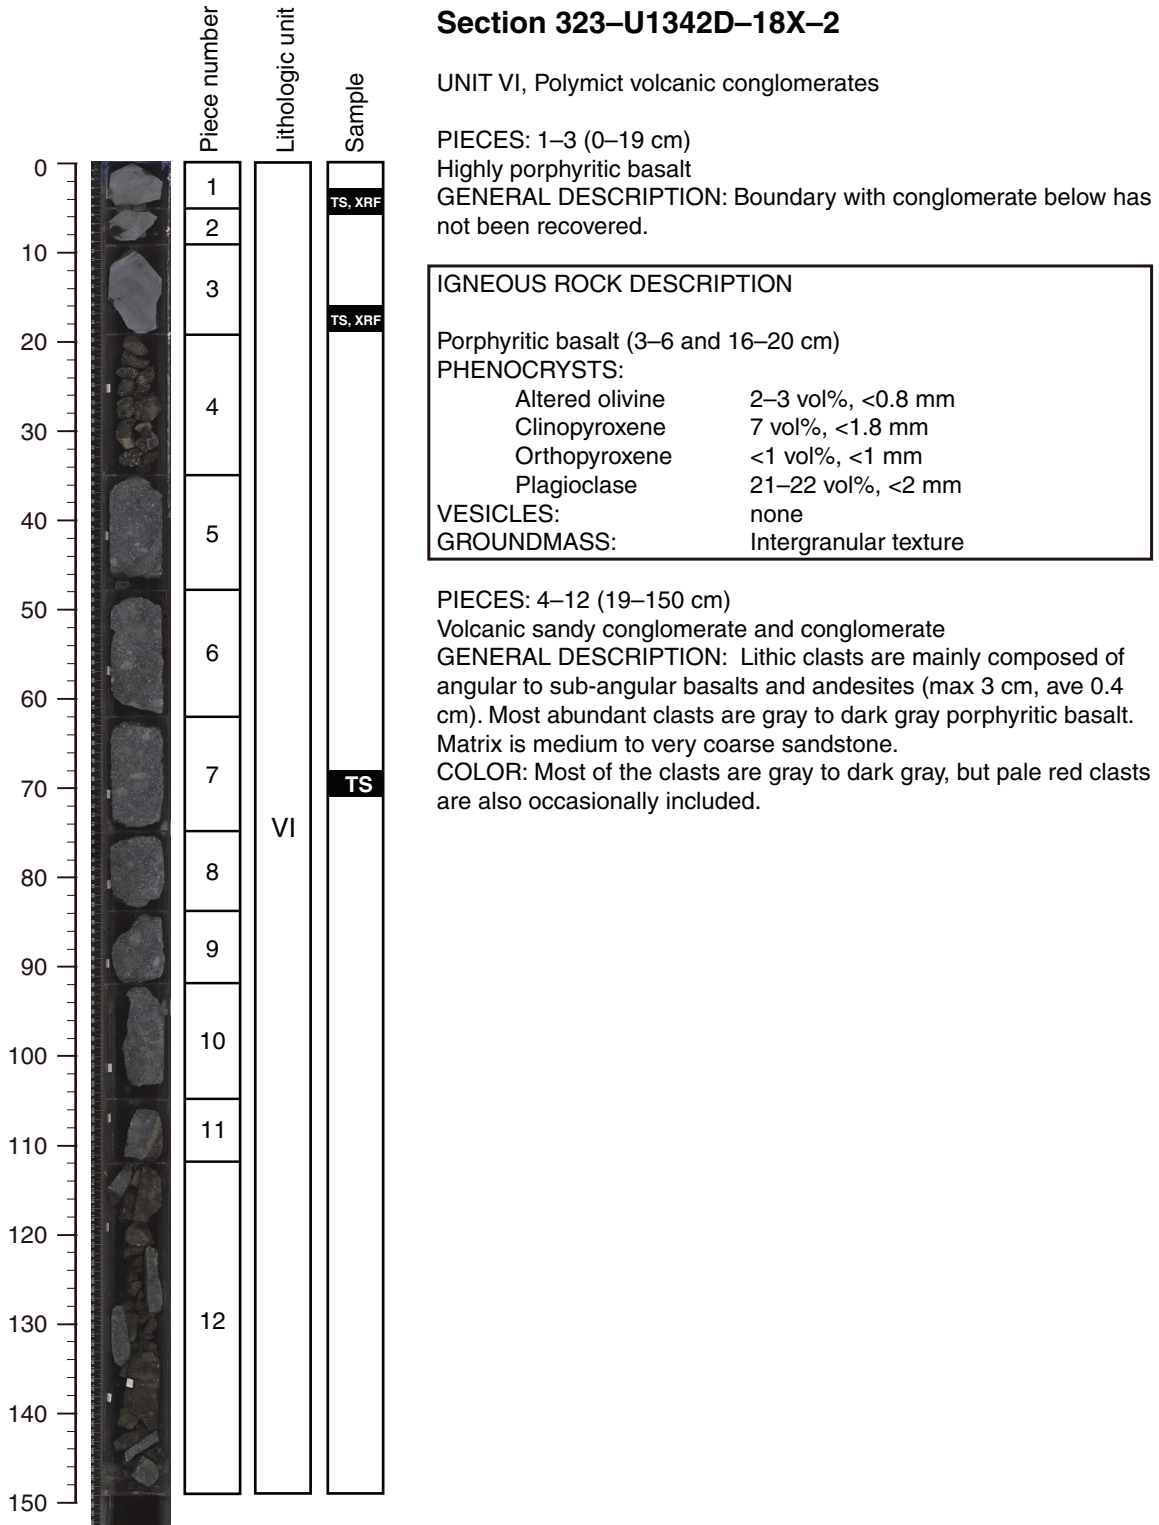 Piece number
Lithologic unit
Sample
Section 323–U1342D–18X–2
UNIT VI, Polymict volcanic conglomerates
PIECES: 1–3 (0–19 cm)
Highly porphyritic basalt
GENERAL DESCRIPTION: Boundary with conglomerate below has
not been recovered.
IGNEOUS ROCK DESCRIPTION
Porphyritic basalt (3–6 and 16–20 cm)
PHENOCRYSTS:
Altered olivine 2–3 vol%, <0.8 mm
Clinopyroxene 7 vol%, <1.8 mm
Orthopyroxene <1 vol%, <1 mm
Plagioclase 21–22 vol%, <2 mm
VESICLES: none
GROUNDMASS: Intergranular texture
PIECES: 4–12 (19–150 cm)
Volcanic sandy conglomerate and conglomerate
GENERAL DESCRIPTION: Lithic clasts are mainly composed of
angular to sub-angular basalts and andesites (max 3 cm, ave 0.4
cm). Most abundant clasts are gray to dark gray porphyritic basalt.
Matrix is medium to very coarse sandstone.
COLOR: Most of the clasts are gray to dark gray, but pale red clasts
are also occasionally included.
0
10
20
30
40
50
60
70
80
90
100
110
120
130
140
150
1
2
3
4
5
6
7
8
9
10
11
12
VI
TS, XRF
TS, XRF
TS